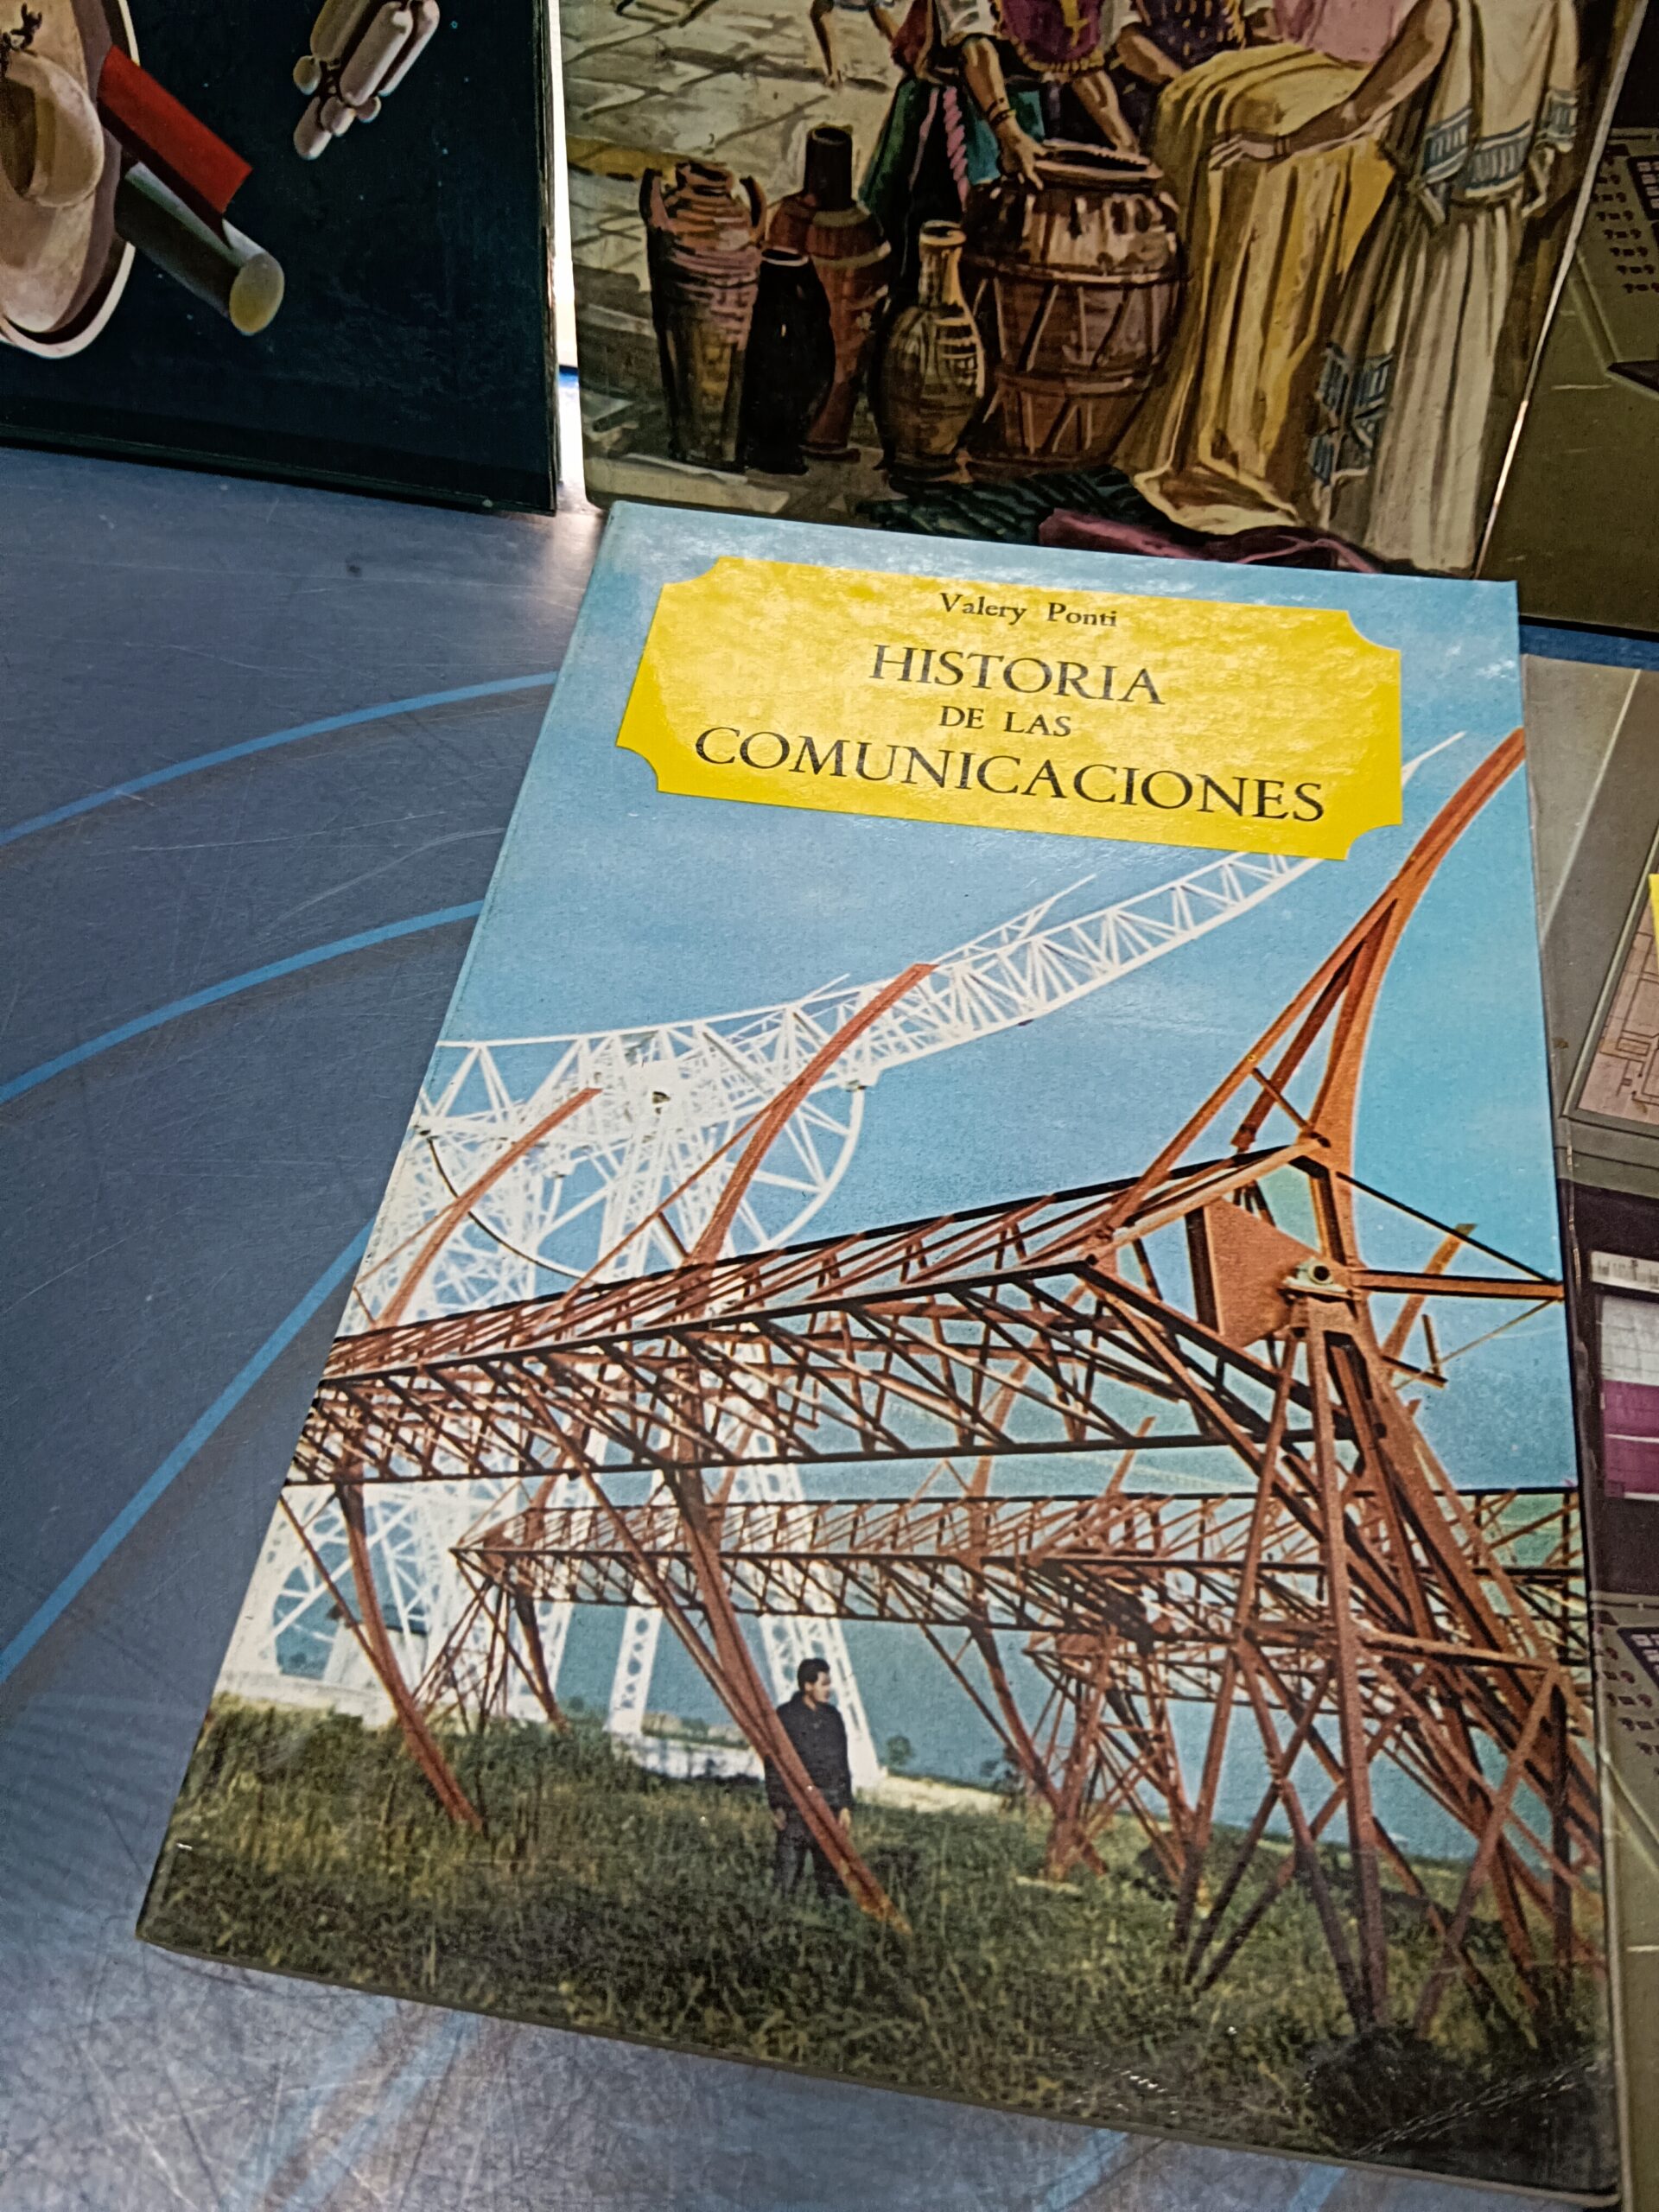 Valery Ponti
HISTORIA
DE LAS
COMUNICACIONES